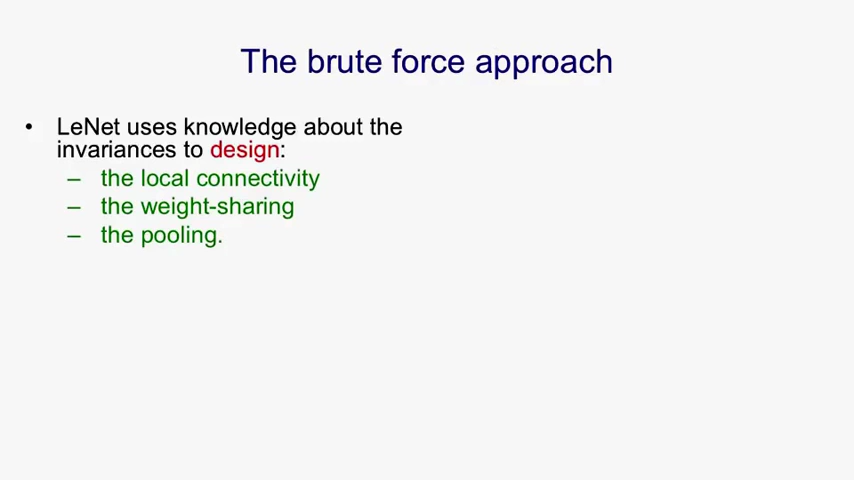 The brute force approach
• LeNet uses knowledge about the
invariances to design:
– the local connectivity
– the weight-sharing
– the pooling.